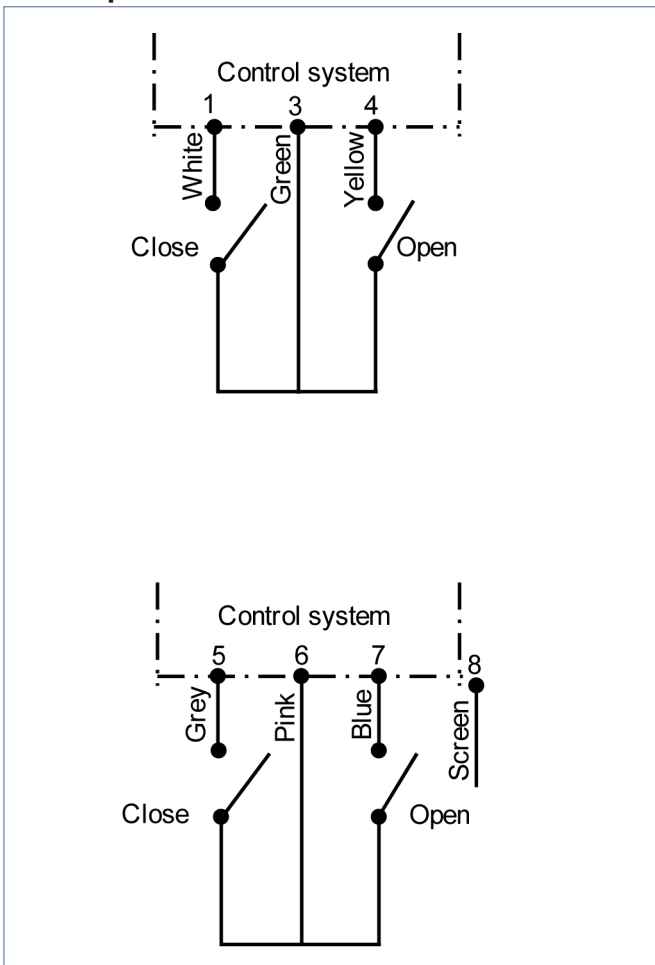 Control system
1 3 4
White Green Yellow
Close Open
Control system
5 6 7 8
Grey Pink Blue Screen
Close Open